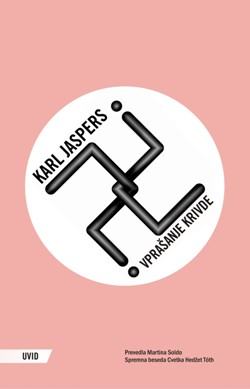 KARL JASPERS
VPRAŠANJE KRIVDE
UVID
Prevedla Martina Soldo
Spremna beseda Cvetka Hedžet Tóth